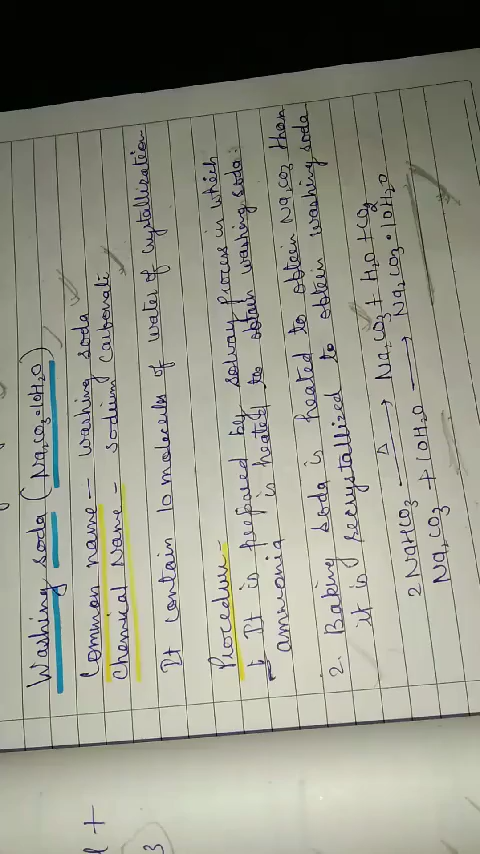 Washing Soda (Na2CO3·10H2O)
Common name – washing soda
Chemical Name – sodium carbonate
It contain 10 molecules of water of crystallization
Procedure–
1. It is prepared by solvay process in which
ammonia is heated to obtain washing soda.
2. Baking soda is heated to obtain Na2CO3 then
it is recrystallized to obtain washing soda
2NaHCO3 —Δ→ Na2CO3 + H2O + CO2
Na2CO3 + 10H2O → Na2CO3·10H2O
+
3